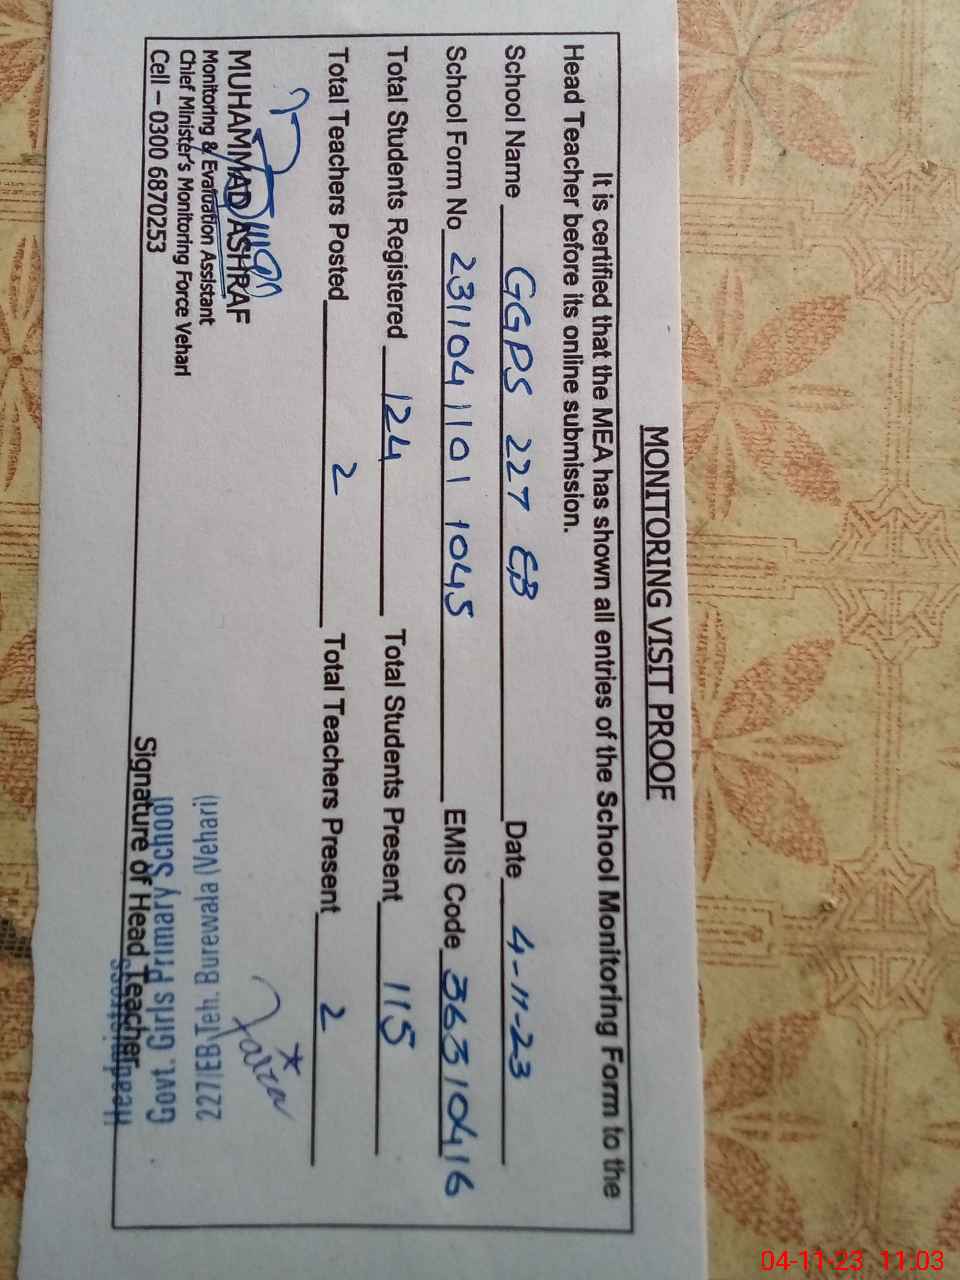 MONITORING VISIT PROOF
It is certified that the MEA has shown all entries of the School Monitoring Form to the
Head Teacher before its online submission.
School Name GGPS 227 EB Date 4-11-23
School Form No 231104 1101 1045 EMIS Code 36310416
Total Students Registered 124 Total Students Present 115
Total Teachers Posted 2 Total Teachers Present 2
MUHAMMAD ASHRAF
Monitoring & Evaluation Assistant
Chief Minister's Monitoring Force Vehari
Cell – 0300 6870253
Signature of Head Teacher
Headmistress
Govt. Girls Primary School
227/EB Teh. Burewala (Vehari)
04-11-23 11:03